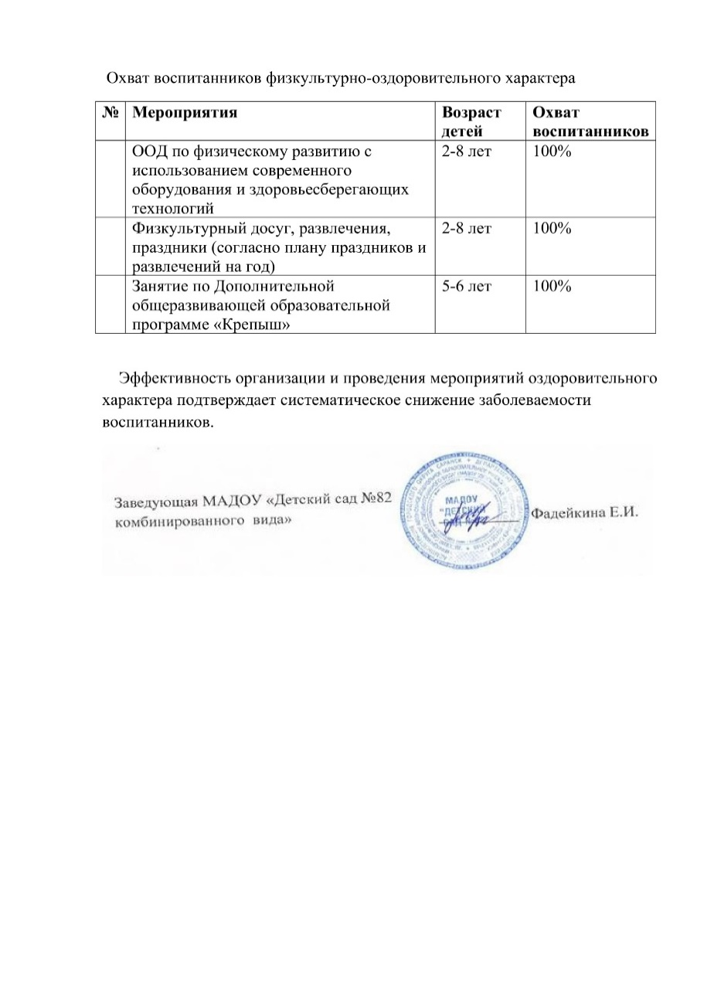 Охват воспитанников физкультурно-оздоровительного характера
№ Мероприятия Возраст детей Охват воспитанников
ООД по физическому развитию с 2-8 лет 100%
использованием современного
оборудования и здоровьесберегающих
технологий
Физкультурный досуг, развлечения, 2-8 лет 100%
праздники (согласно плану праздников и
развлечений на год)
Занятие по Дополнительной 5-6 лет 100%
общеразвивающей образовательной
программе «Крепыш»
Эффективность организации и проведения мероприятий оздоровительного
характера подтверждает систематическое снижение заболеваемости
воспитанников.
Заведующая МАДОУ «Детский сад №82
комбинированного вида»
МАДОУ
"ДЕТСКИЙ
Фадейкина Е.И.